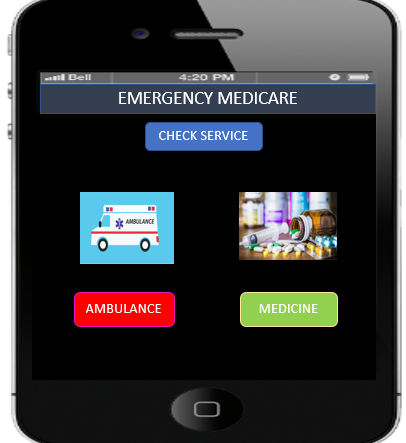 Bell 4:20 PM
EMERGENCY MEDICARE
CHECK SERVICE
AMBULANCE
AMBULANCE MEDICINE